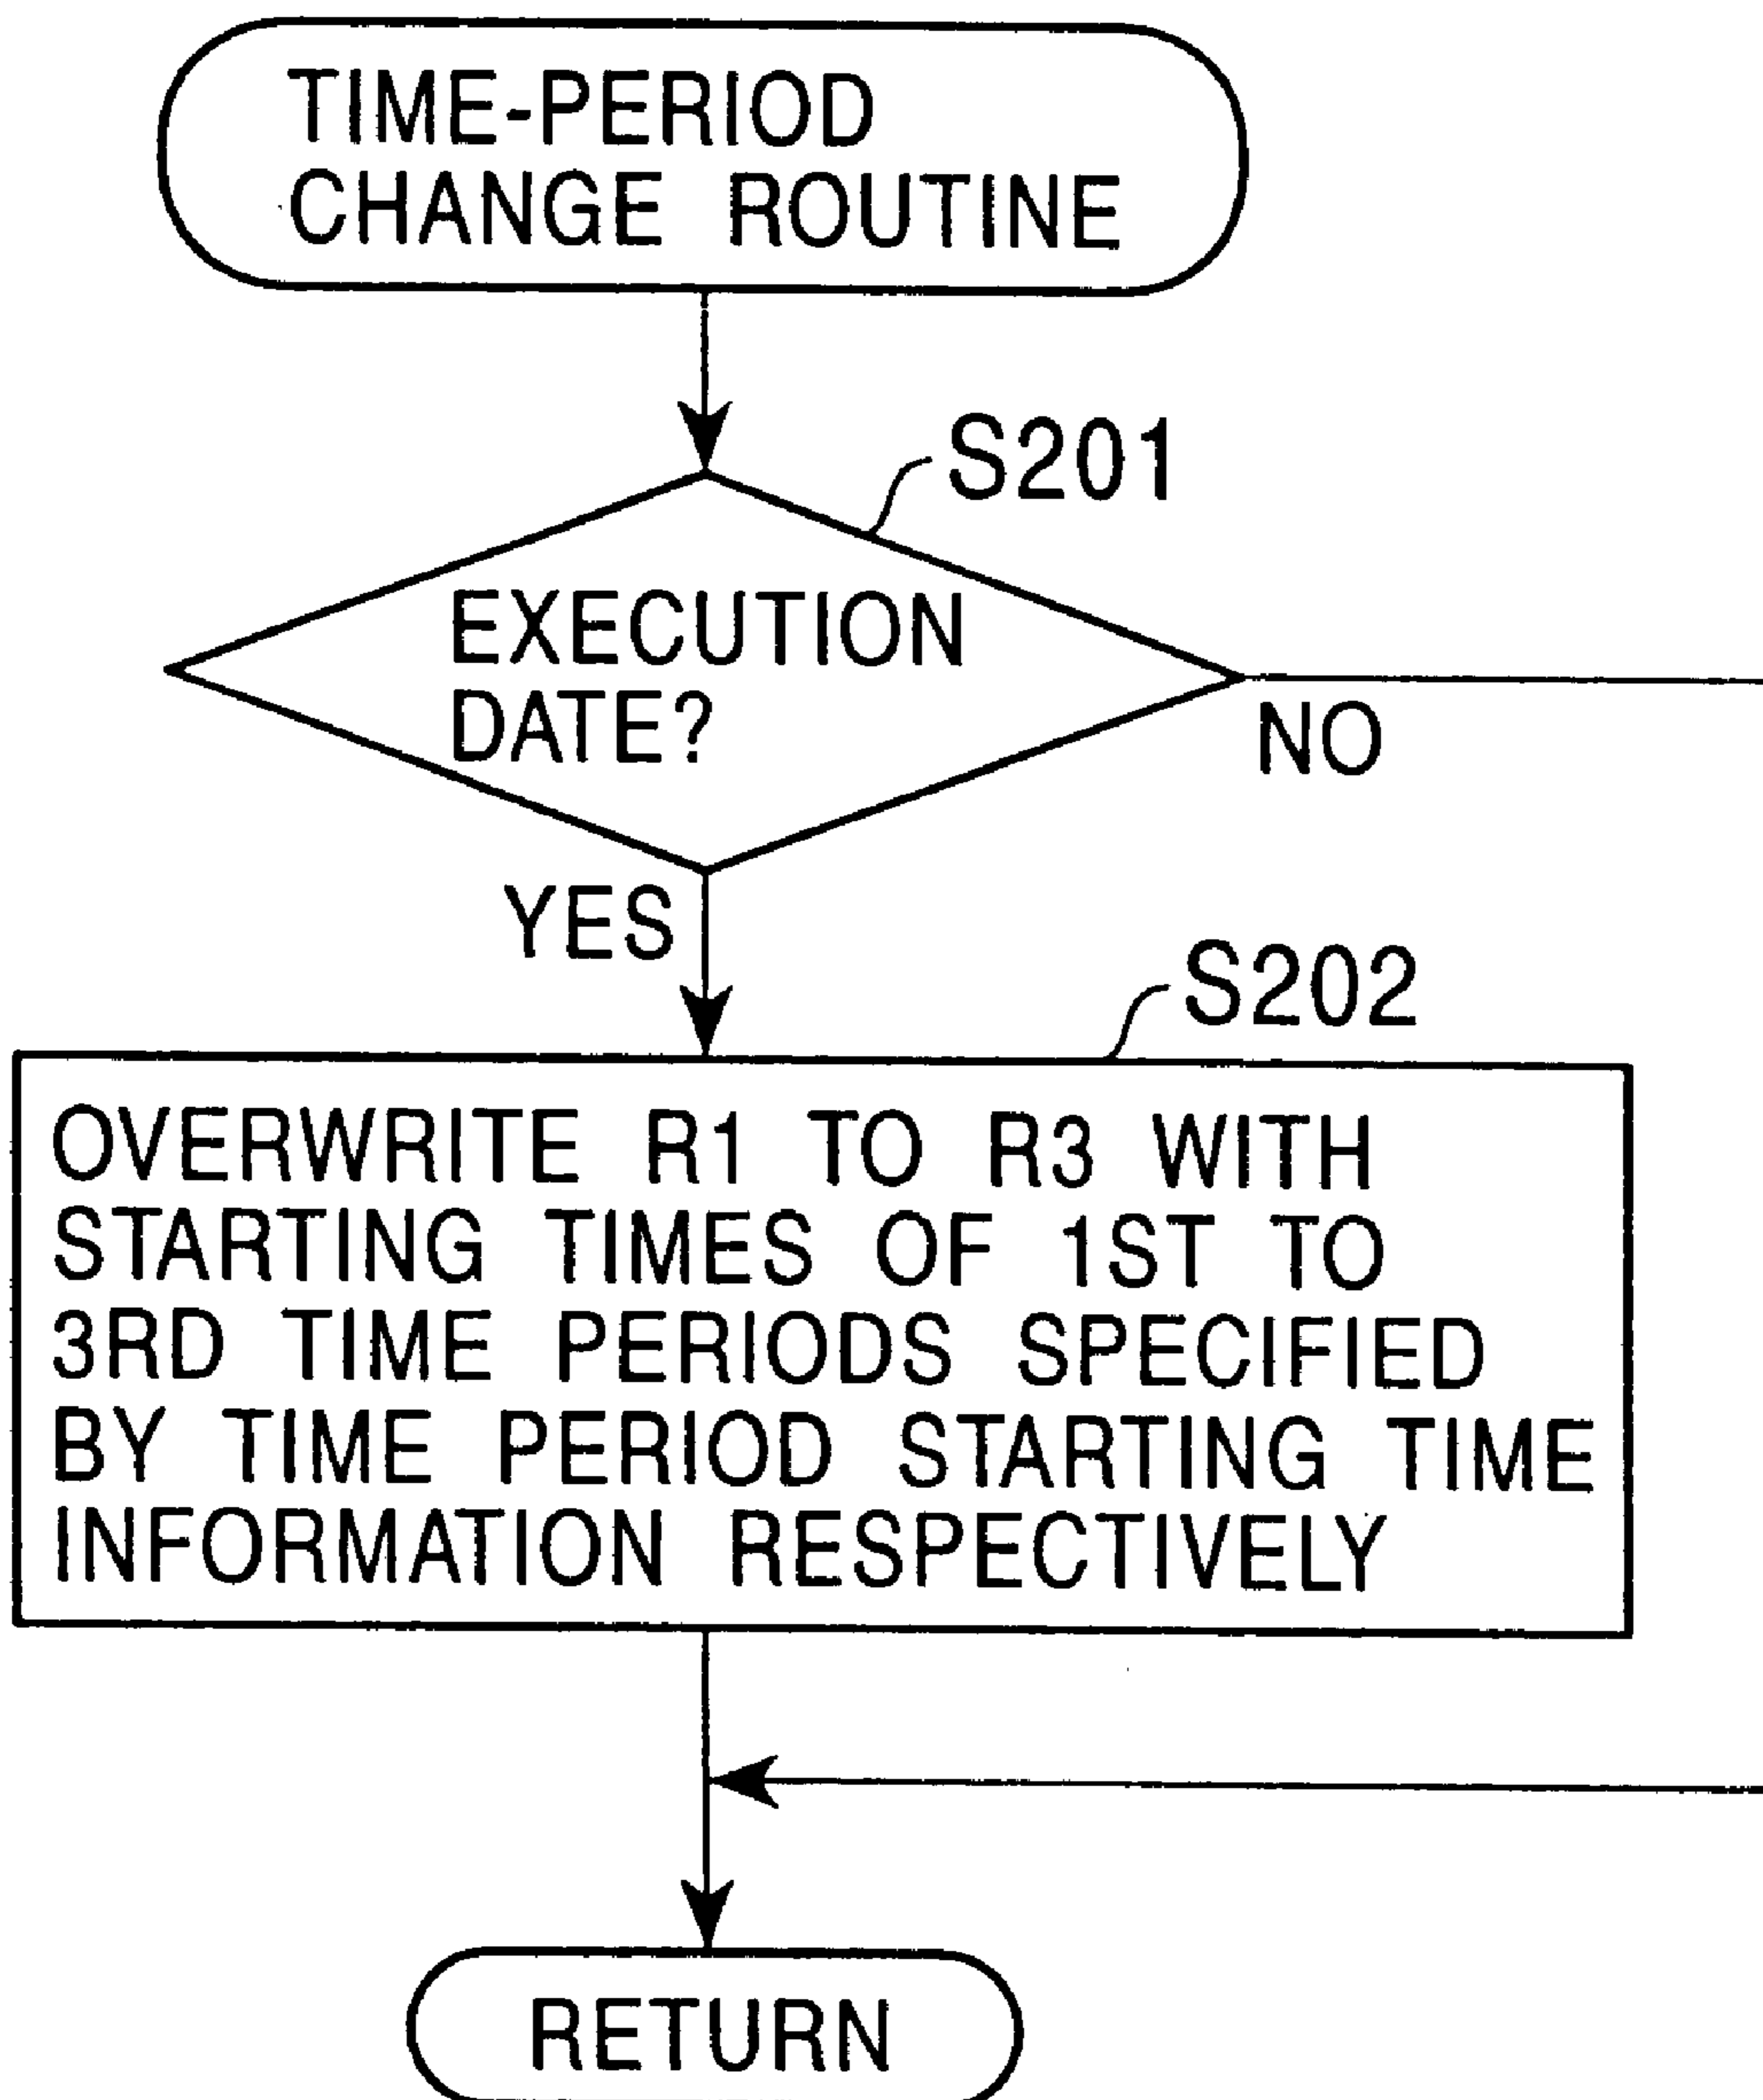 TIME-PERIOD
CHANGE ROUTINE
S201
EXECUTION
DATE?
NO
YES
S202
OVERWRITE R1 TO R3 WITH
STARTING TIMES OF 1ST TO
3RD TIME PERIODS SPECIFIED
BY TIME PERIOD STARTING TIME
INFORMATION RESPECTIVELY
RETURN